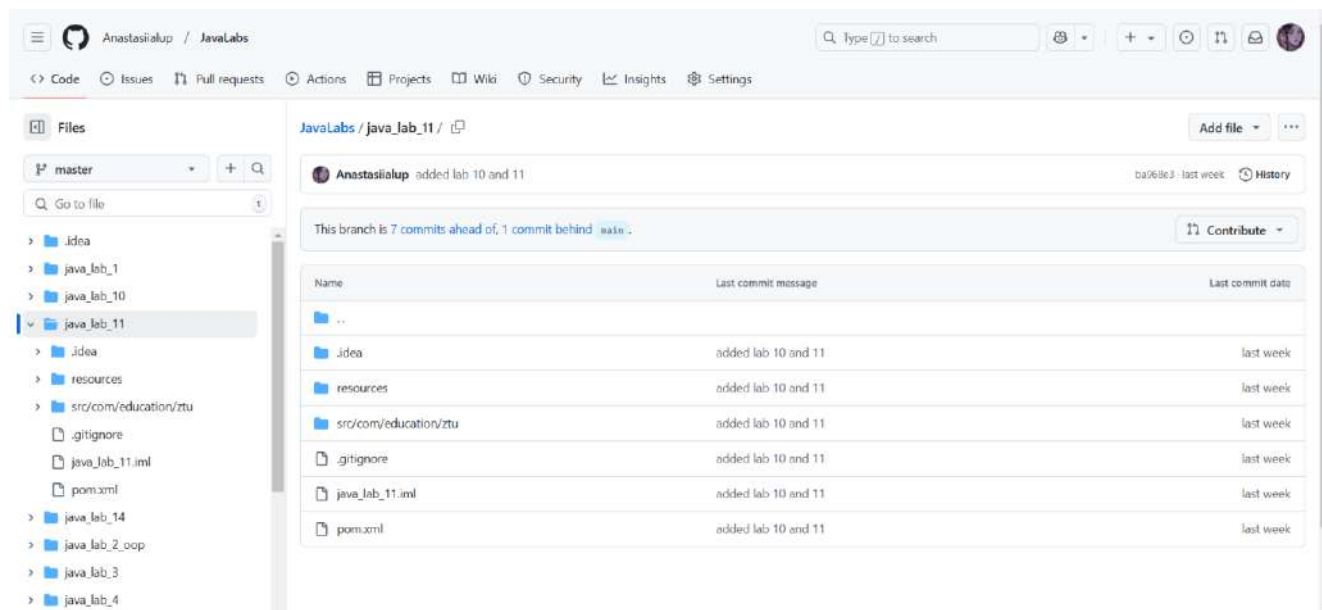 Anastasiialup / JavaLabs
Type / to search
Code Issues Pull requests Actions Projects Wiki Security Insights Settings
Files
master
Go to file
t
.idea
java_lab_1
java_lab_10
java_lab_11
.idea
resources
src/com/education/ztu
.gitignore
java_lab_11.iml
pom.xml
java_lab_14
java_lab_2_oop
java_lab_3
java_lab_4
JavaLabs / java_lab_11 /
Add file
Anastasiialup added lab 10 and 11
ba968e3 · last week History
This branch is 7 commits ahead of, 1 commit behind main .
Contribute
Name Last commit message Last commit date
..
.idea added lab 10 and 11 last week
resources added lab 10 and 11 last week
src/com/education/ztu added lab 10 and 11 last week
.gitignore added lab 10 and 11 last week
java_lab_11.iml added lab 10 and 11 last week
pom.xml added lab 10 and 11 last week